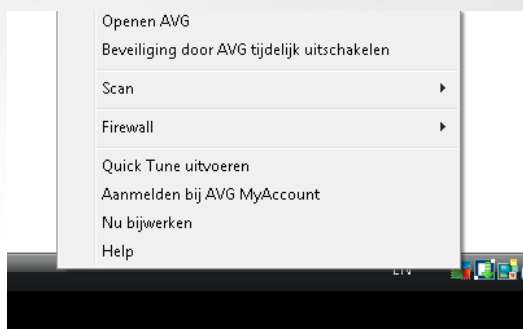 Openen AVG
Beveiliging door AVG tijdelijk uitschakelen
Scan
Firewall
Quick Tune uitvoeren
Aanmelden bij AVG MyAccount
Nu bijwerken
Help
EN